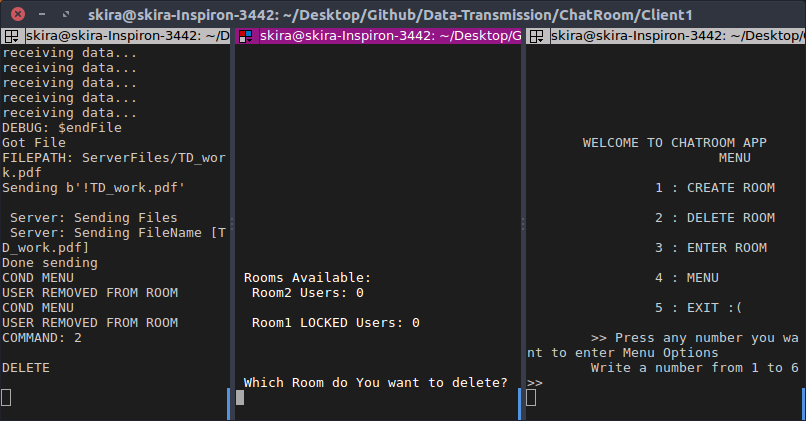 skira@skira-Inspiron-3442: ~/Desktop/Github/Data-Transmission/ChatRoom/Client1
skira@skira-Inspiron-3442: ~/D
receiving data...
receiving data...
receiving data...
receiving data...
receiving data...
DEBUG: $endFile
Got File
FILEPATH: ServerFiles/TD_wor
k.pdf
Sending b'!TD_work.pdf'
Server: Sending Files
Server: Sending FileName [T
D_work.pdf]
Done sending
COND MENU
USER REMOVED FROM ROOM
COND MENU
USER REMOVED FROM ROOM
COMMAND: 2
DELETE
skira@skira-Inspiron-3442: ~/Desktop/G
Rooms Available:
Room2 Users: 0
Room1 LOCKED Users: 0
Which Room do You want to delete?
skira@skira-Inspiron-3442: ~/Desktop/
WELCOME TO CHATROOM APP
MENU
1 : CREATE ROOM
2 : DELETE ROOM
3 : ENTER ROOM
4 : MENU
5 : EXIT :(
>> Press any number you wa
nt to enter Menu Options
Write a number from 1 to 6
>>